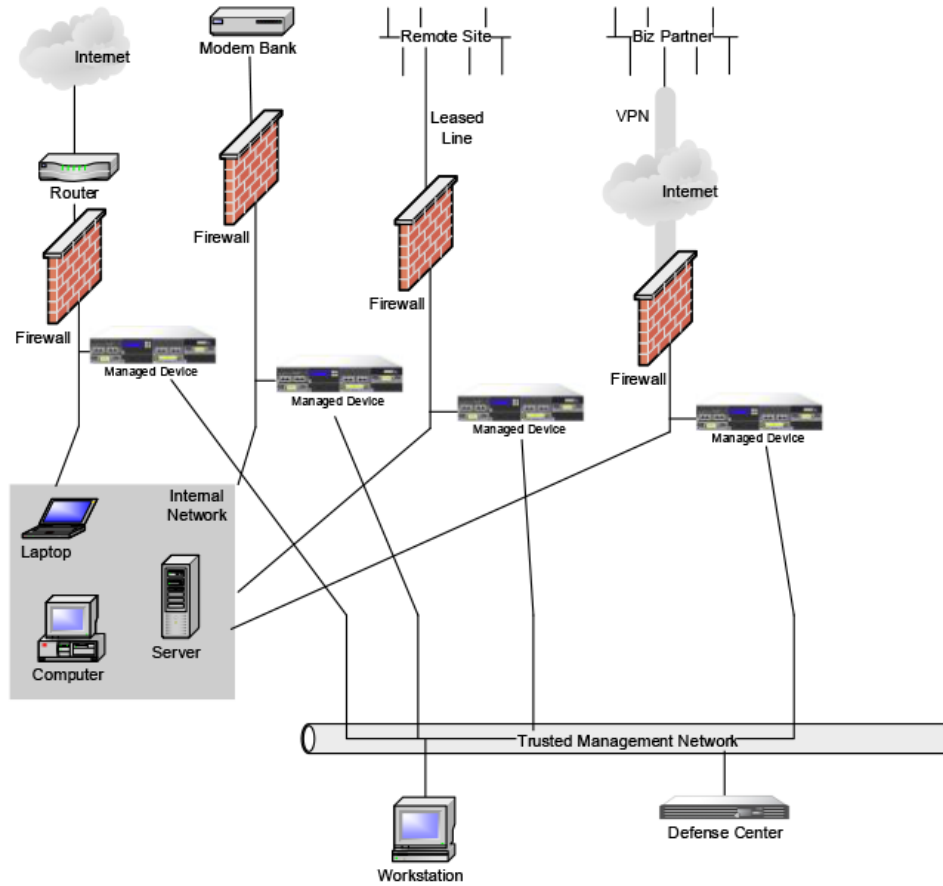 Internet
Modem Bank
Remote Site
Biz Partner
Leased
Line
VPN
Router
Internet
Firewall
Firewall
Firewall
Firewall
Managed Device
Managed Device
Managed Device
Managed Device
Internal
Network
Laptop
Computer
Server
Trusted Management Network
Workstation
Defense Center